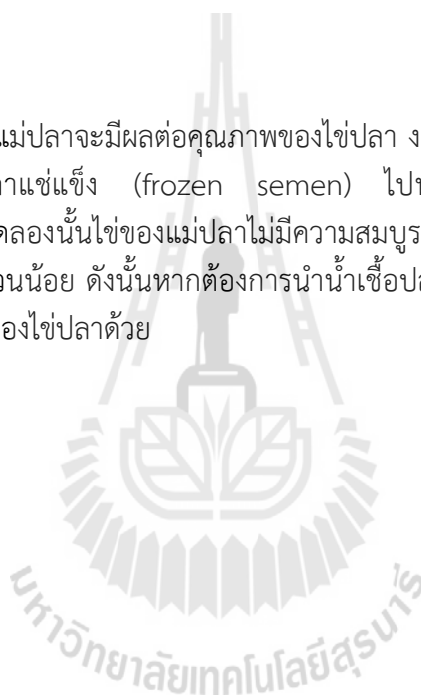 แม่ปลาจะมีผลต่อคุณภาพของไข่ปลา ง
าแช่แข็ง (frozen semen) ไป
ดลองนั้นไข่ของแม่ปลาไม่มีความสมบูร
วนน้อย ดังนั้นหากต้องการนำน้ำเชื้อปล
องไข่ปลาด้วย
มหาวิทยาลัยเทคโนโลยีสุรนารี